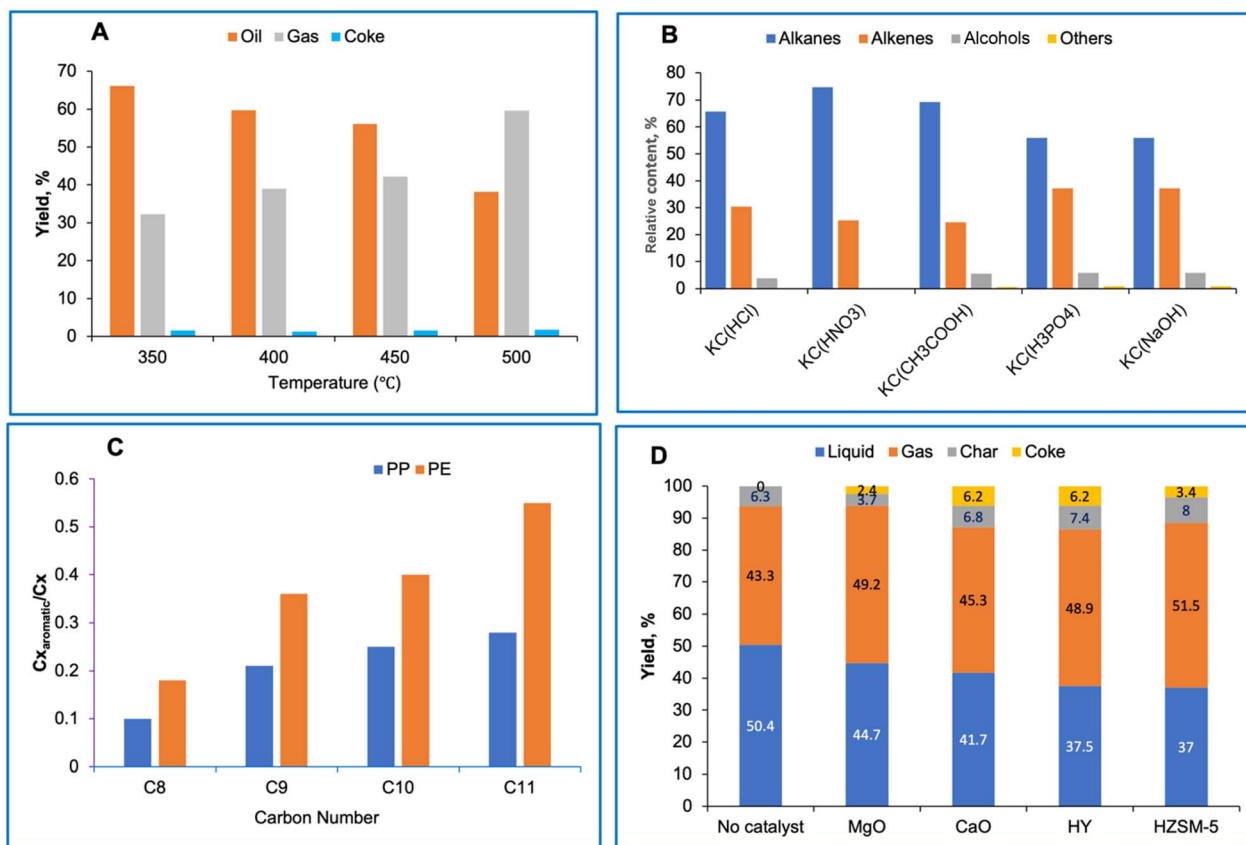 A
Oil Gas Coke
70
60
50
40
30
20
10
0
Yield, %
350 400 450 500
Temperature (℃)
B
Alkanes Alkenes Alcohols Others
80
70
60
50
40
30
20
10
0
Relative content, %
KC(HCl) KC(HNO3) KC(CH3COOH) KC(H3PO4) KC(NaOH)
C
PP PE
0.6
0.5
0.4
0.3
0.2
0.1
0
Cxaromatic/Cx
C8 C9 C10 C11
Carbon Number
D
Liquid Gas Char Coke
100
90
80
70
60
50
40
30
20
10
0
Yield, %
0 2.4 6.2 6.2 3.4
6.3 3.7 6.8 7.4 8
43.3 49.2 45.3 48.9 51.5
50.4 44.7 41.7 37.5 37
No catalyst MgO CaO HY HZSM-5